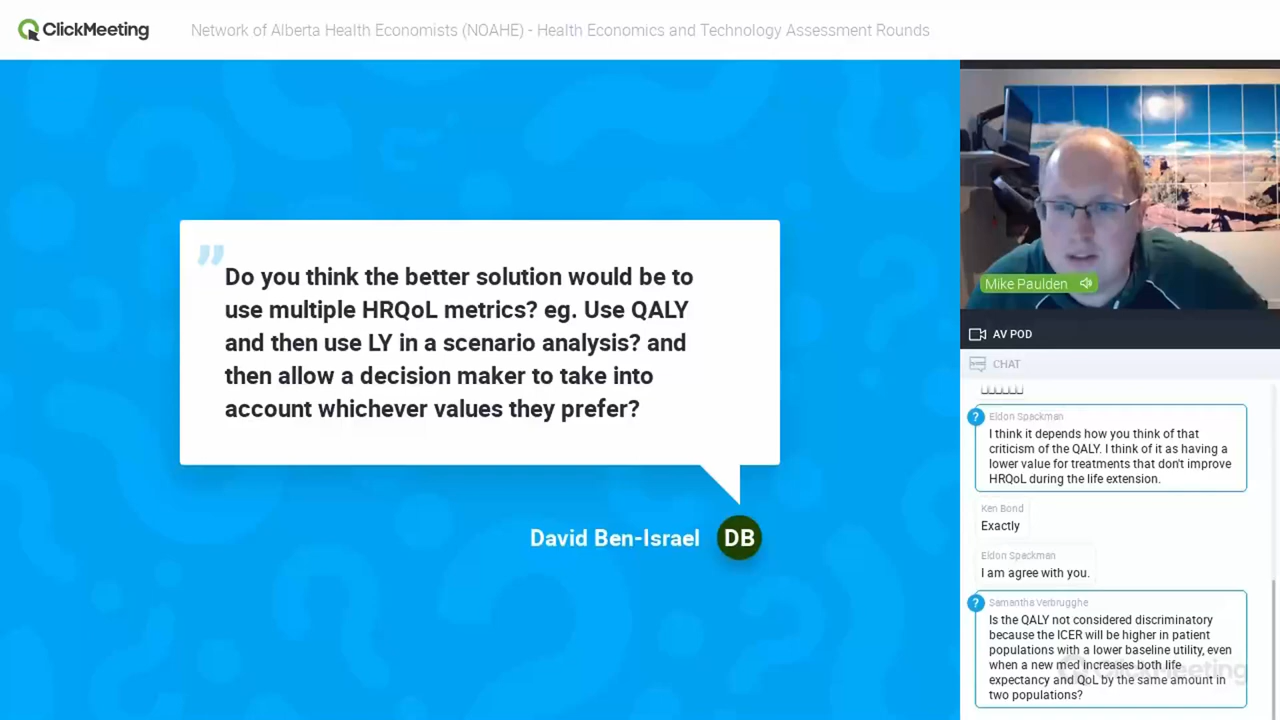 ClickMeeting
Network of Alberta Health Economists (NOAHE) - Health Economics and Technology Assessment Rounds
Do you think the better solution would be to
use multiple HRQoL metrics? eg. Use QALY
and then use LY in a scenario analysis? and
then allow a decision maker to take into
account whichever values they prefer?
David Ben-Israel
DB
Mike Paulden
AV POD
CHAT
?
Eldon Spackman
I think it depends how you think of that
criticism of the QALY. I think of it as having a
lower value for treatments that don't improve
HRQoL during the life extension.
Ken Bond
Exactly
Eldon Spackman
I am agree with you.
?
Samantha Verbrugghe
Is the QALY not considered discriminatory
because the ICER will be higher in patient
populations with a lower baseline utility, even
when a new med increases both life
expectancy and QoL by the same amount in
two populations?
ClickMeeting